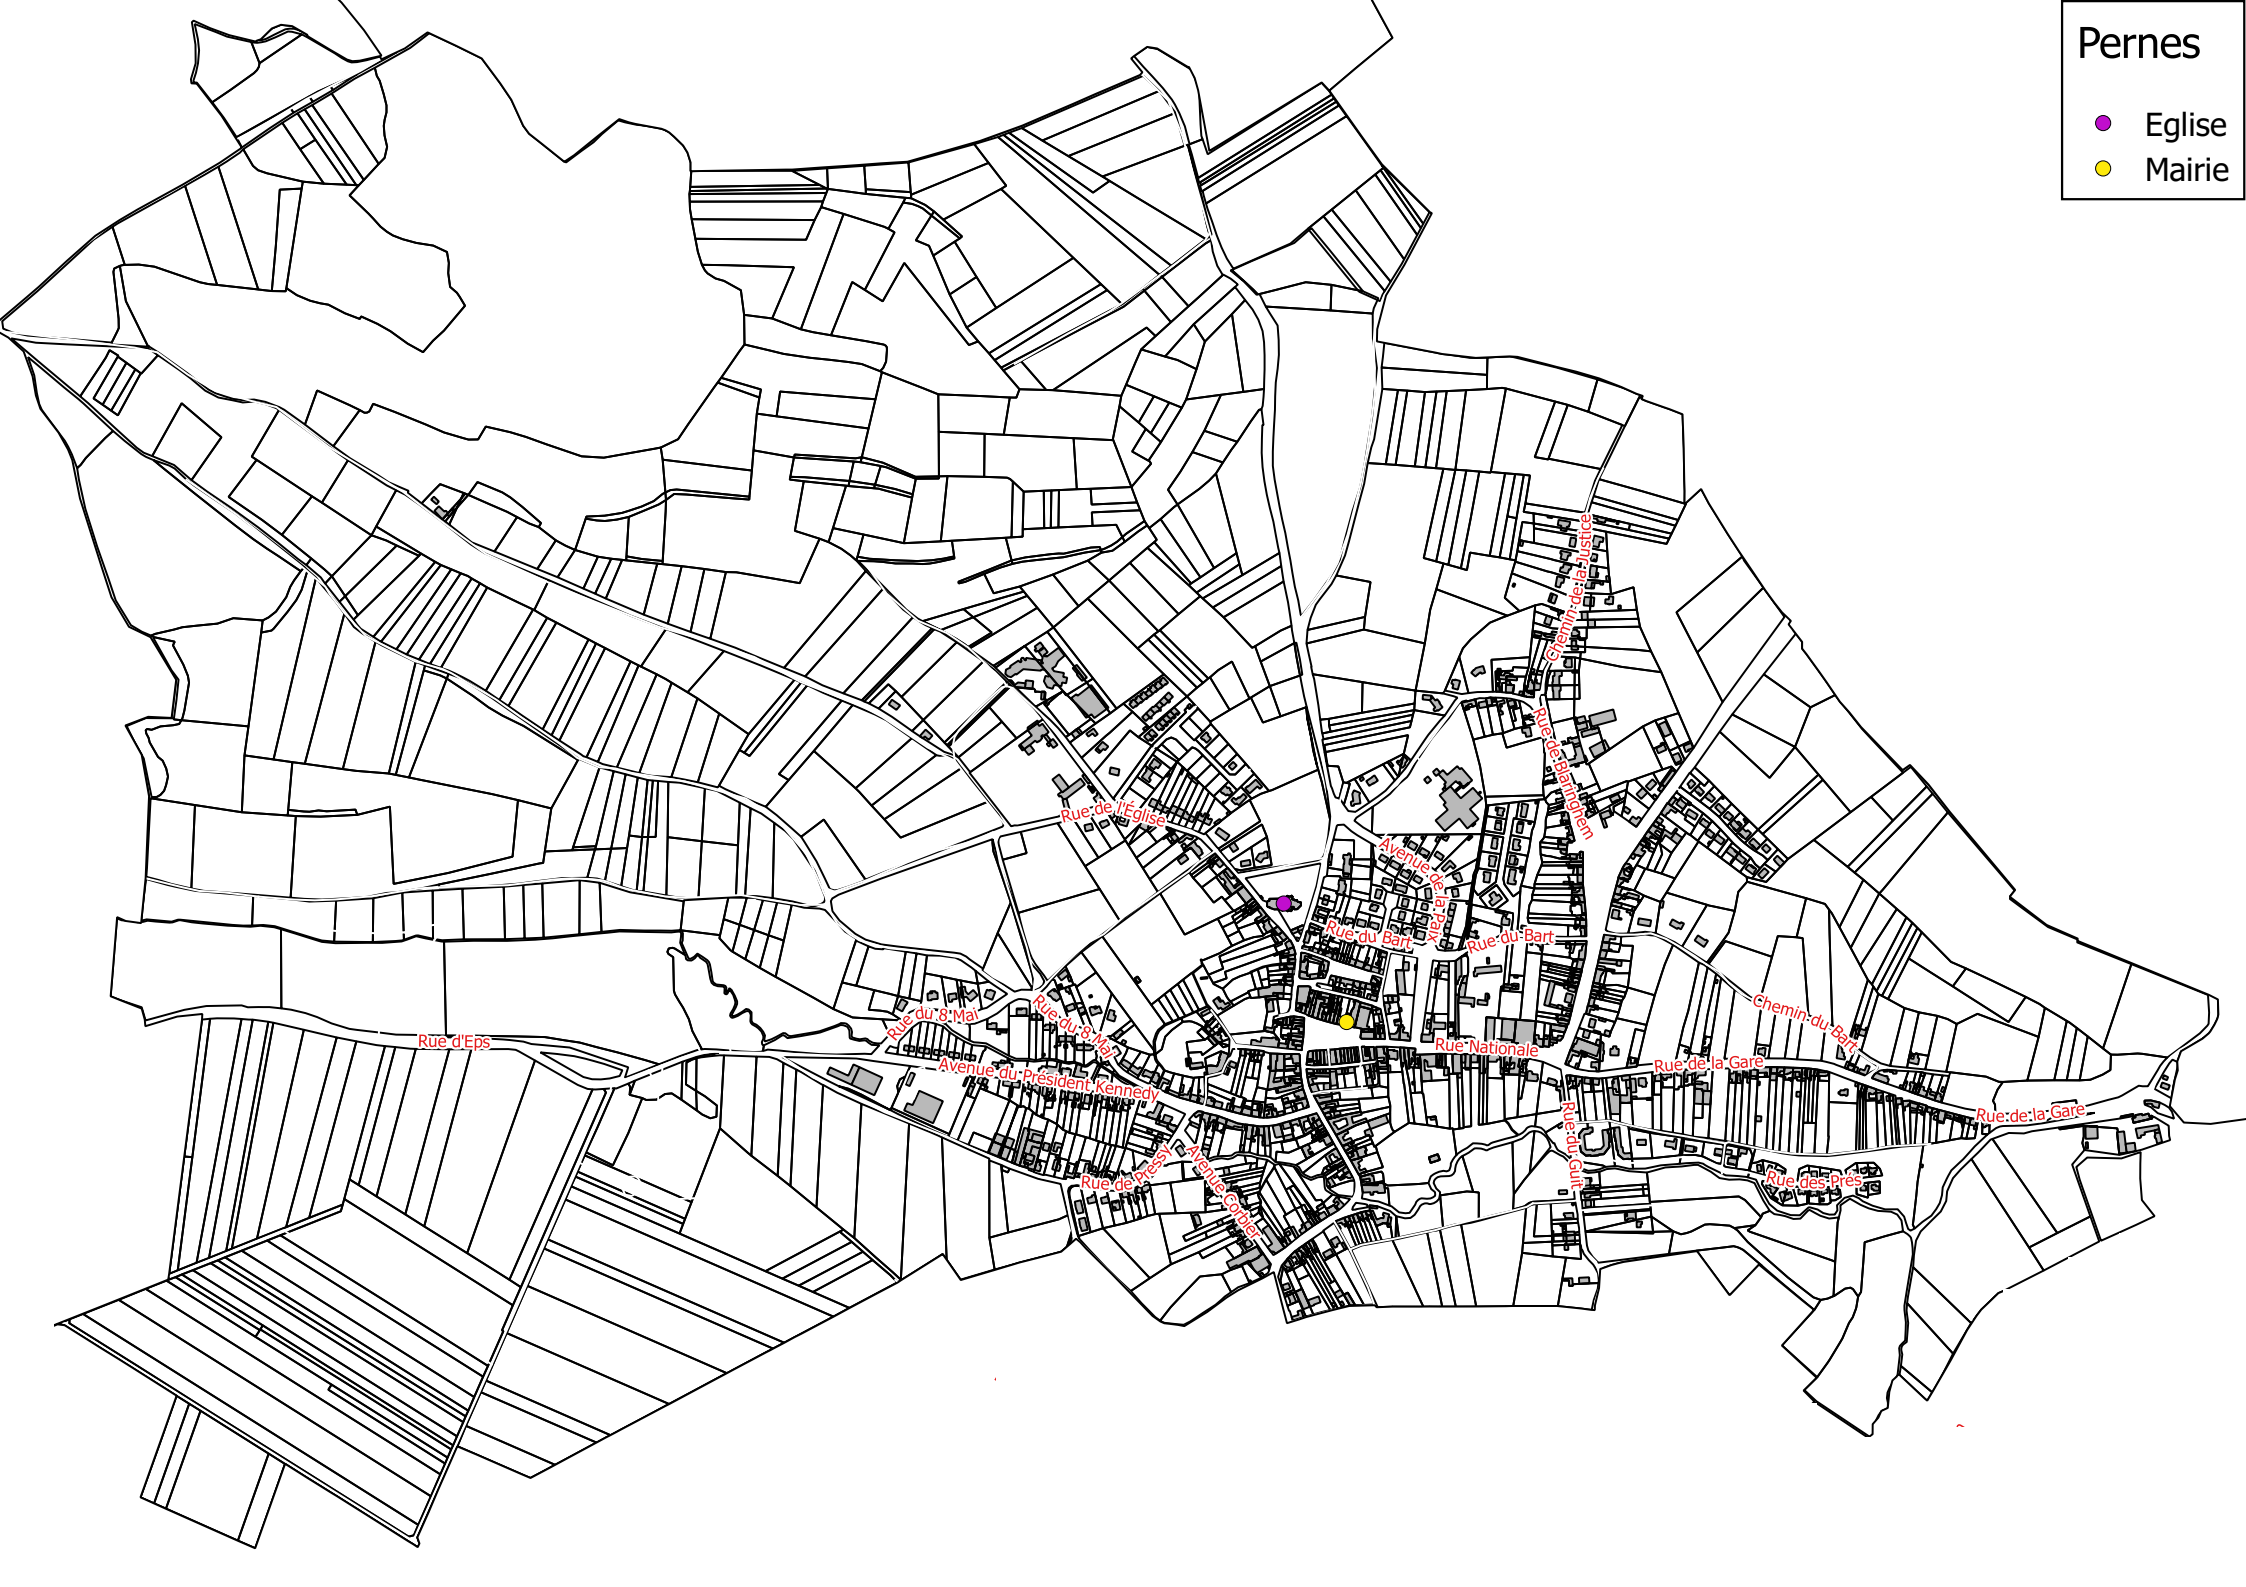 Pernes
Eglise
Mairie
Chemin de la Justice
Rue de Blaringhem
Rue de l'Église
Avenue de la Paix
Rue du Bart
Rue du Bart
Chemin du Bart
Rue du 8 Mai
Rue du 8 Mai
Rue d'Eps
Rue Nationale
Rue de la Gare
Avenue du Président Kennedy
Rue de la Gare
Rue du Guit
Rue de Pressy
Avenue Corbier
Rue des Prés